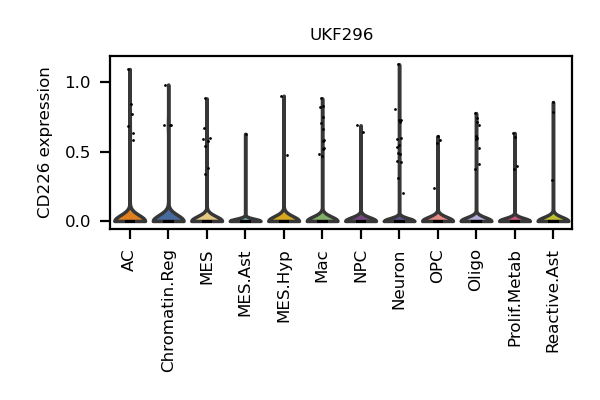 UKF296
CD226 expression
1.0
0.5
0.0
AC
Chromatin.Reg
MES
MES.Ast
MES.Hyp
Mac
NPC
Neuron
OPC
Oligo
Prolif.Metab
Reactive.Ast